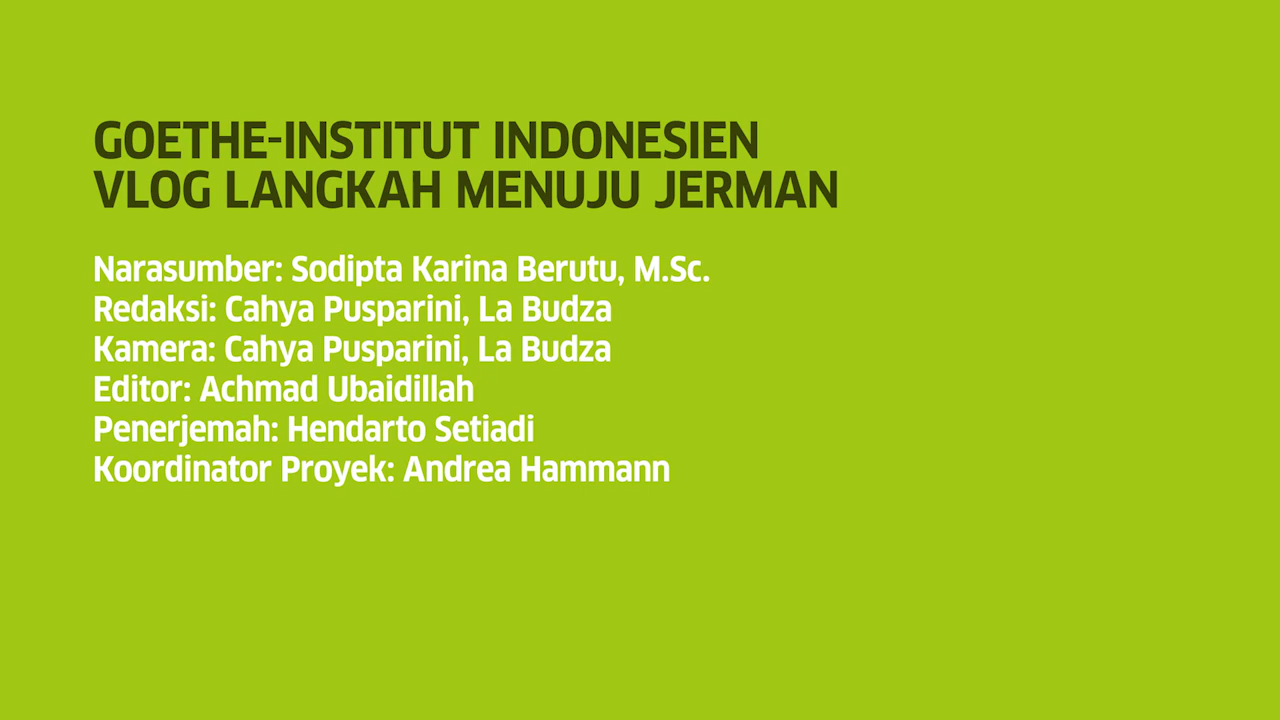 GOETHE-INSTITUT INDONESIEN
VLOG LANGKAH MENUJU JERMAN
Narasumber: Sodipta Karina Berutu, M.Sc.
Redaksi: Cahya Pusparini, La Budza
Kamera: Cahya Pusparini, La Budza
Editor: Achmad Ubaidillah
Penerjemah: Hendarto Setiadi
Koordinator Proyek: Andrea Hammann